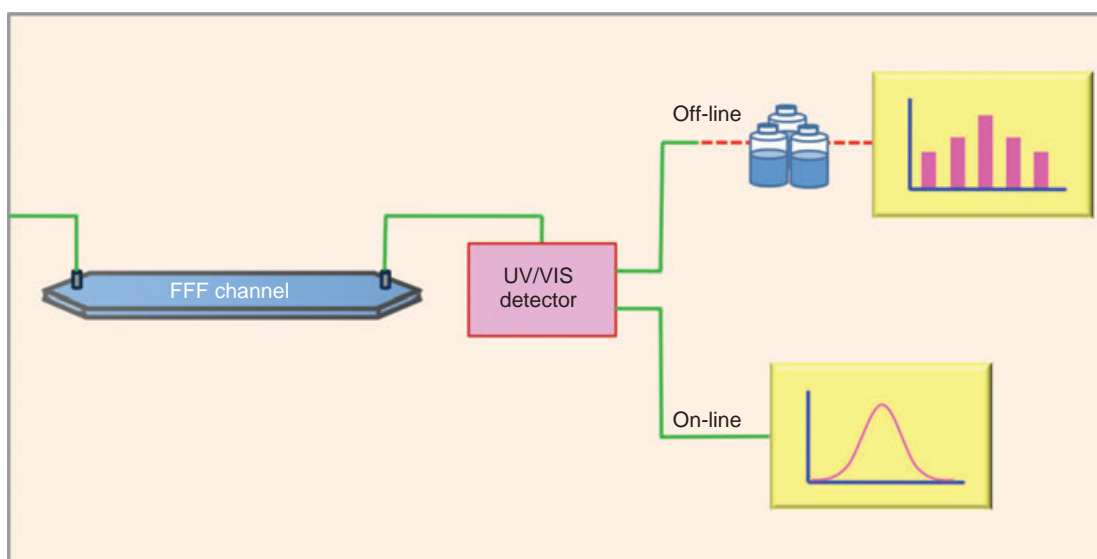 Off-line
FFF channel
UV/VIS
detector
On-line